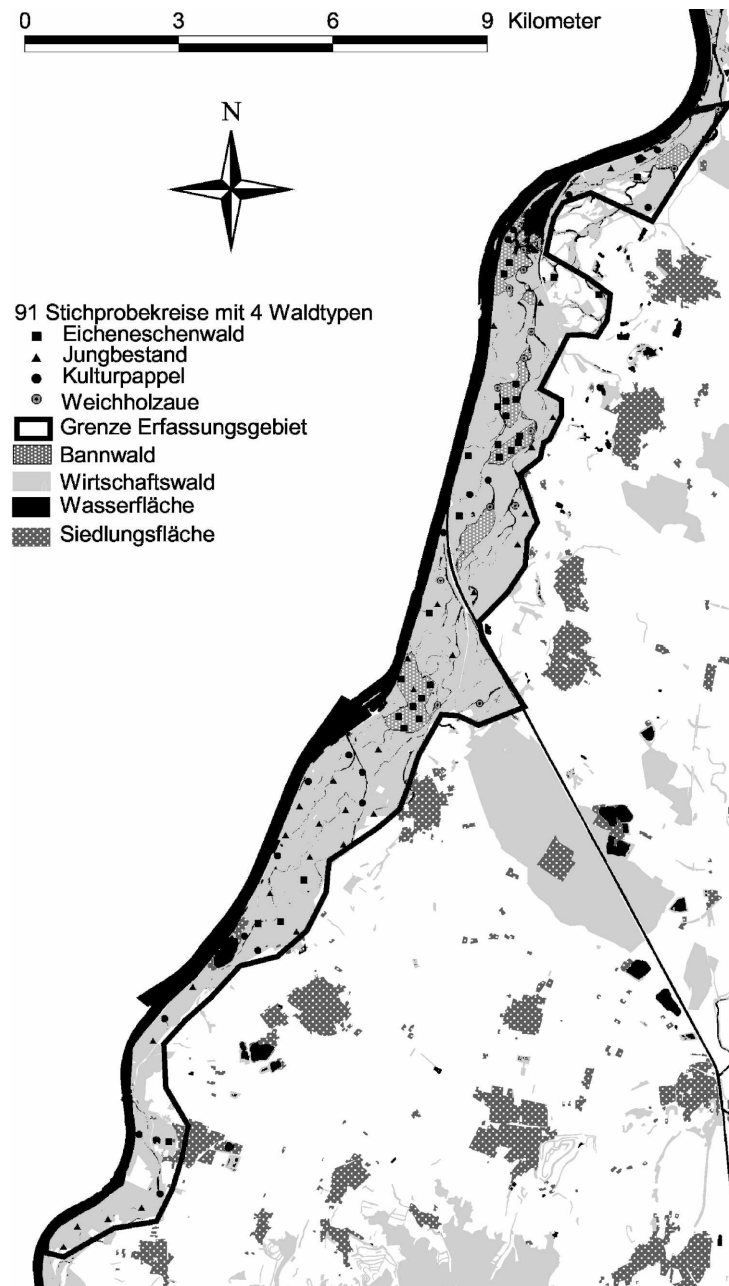 0 3 6 9 Kilometer
N
91 Stichprobekreise mit 4 Waldtypen
Eicheneschenwald
Jungbestand
Kulturpappel
Weichholzaue
Grenze Erfassungsgebiet
Bannwald
Wirtschaftswald
Wasserfläche
Siedlungsfläche